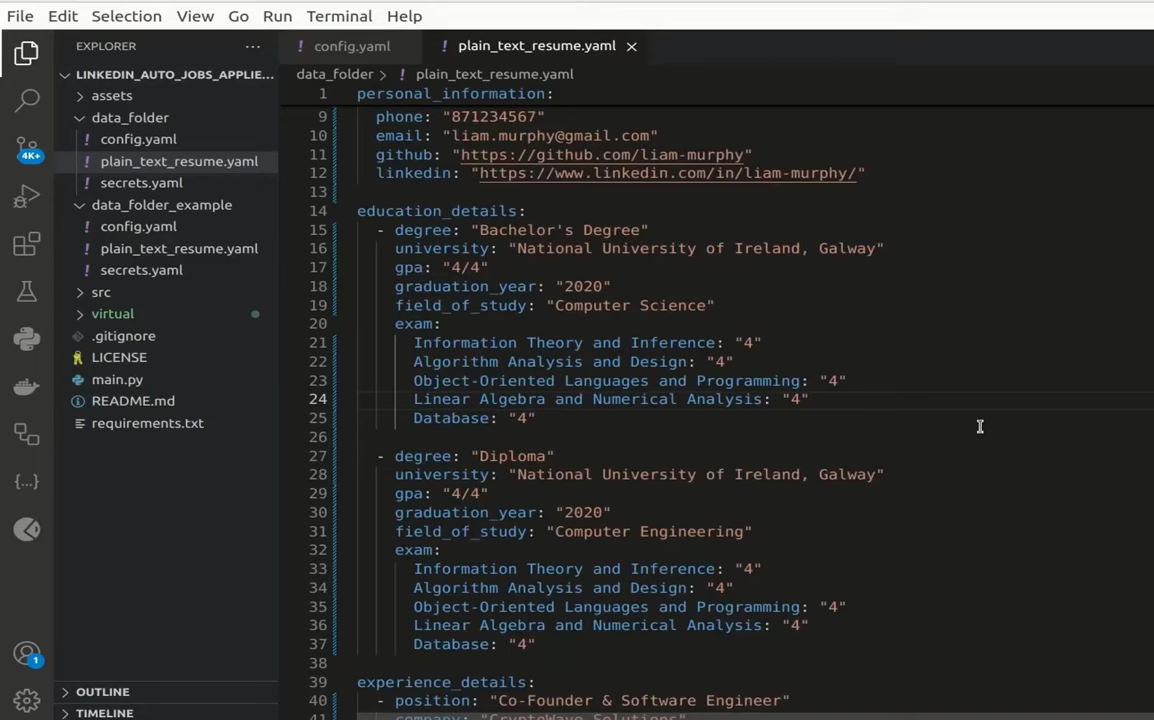 File Edit Selection View Go Run Terminal Help
EXPLORER
LINKEDIN_AUTO_JOBS_APPLIE...
assets
data_folder
! config.yaml
! plain_text_resume.yaml
! secrets.yaml
data_folder_example
! config.yaml
! plain_text_resume.yaml
! secrets.yaml
src
virtual
.gitignore
LICENSE
main.py
README.md
requirements.txt
OUTLINE
TIMELINE
4K+
1
! config.yaml ! plain_text_resume.yaml
data_folder > ! plain_text_resume.yaml
1 personal_information:
9 phone: "871234567"
10 email: "liam.murphy@gmail.com"
11 github: "https://github.com/liam-murphy"
12 linkedin: "https://www.linkedin.com/in/liam-murphy/"
13
14 education_details:
15 - degree: "Bachelor's Degree"
16 university: "National University of Ireland, Galway"
17 gpa: "4/4"
18 graduation_year: "2020"
19 field_of_study: "Computer Science"
20 exam:
21 Information Theory and Inference: "4"
22 Algorithm Analysis and Design: "4"
23 Object-Oriented Languages and Programming: "4"
24 Linear Algebra and Numerical Analysis: "4"
25 Database: "4"
26
27 - degree: "Diploma"
28 university: "National University of Ireland, Galway"
29 gpa: "4/4"
30 graduation_year: "2020"
31 field_of_study: "Computer Engineering"
32 exam:
33 Information Theory and Inference: "4"
34 Algorithm Analysis and Design: "4"
35 Object-Oriented Languages and Programming: "4"
36 Linear Algebra and Numerical Analysis: "4"
37 Database: "4"
38
39 experience_details:
40 - position: "Co-Founder & Software Engineer"
41 company: "CryptoWave Solutions"